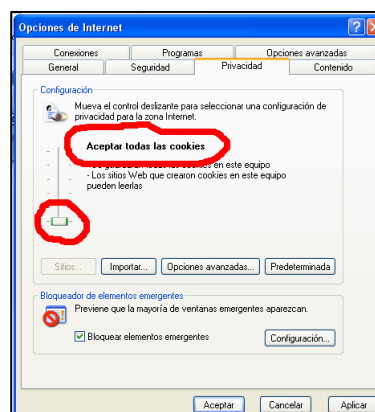 Opciones de Internet
Conexiones Programas Opciones avanzadas
General Seguridad Privacidad Contenido
Configuración
Mueva el control deslizante para seleccionar una configuración de
privacidad para la zona Internet.
Aceptar todas las cookies
cookies en este equipo
- Los sitios Web que crearon cookies en este equipo
pueden leerlas
Sitios... Importar... Opciones avanzadas... Predeterminada
Bloqueador de elementos emergentes
Previene que la mayoría de ventanas emergentes aparezcan.
Bloquear elementos emergentes
Configuración...
Aceptar Cancelar Aplicar